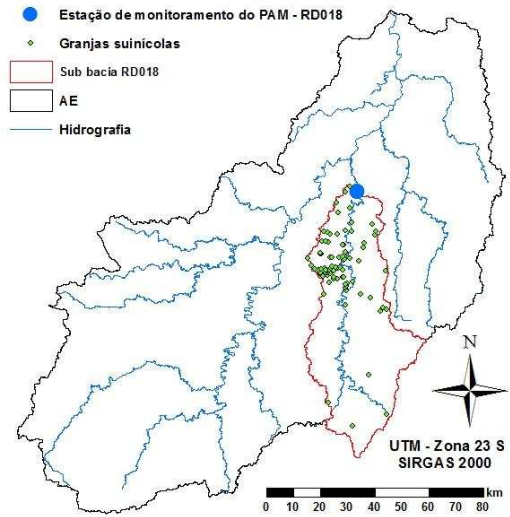 Estação de monitoramento do PAM - RD018
Granjas suinícolas
Sub bacia RD018
AE
Hidrografia
N
UTM - Zona 23 S
SIRGAS 2000
km
0 10 20 30 40 50 60 70 80